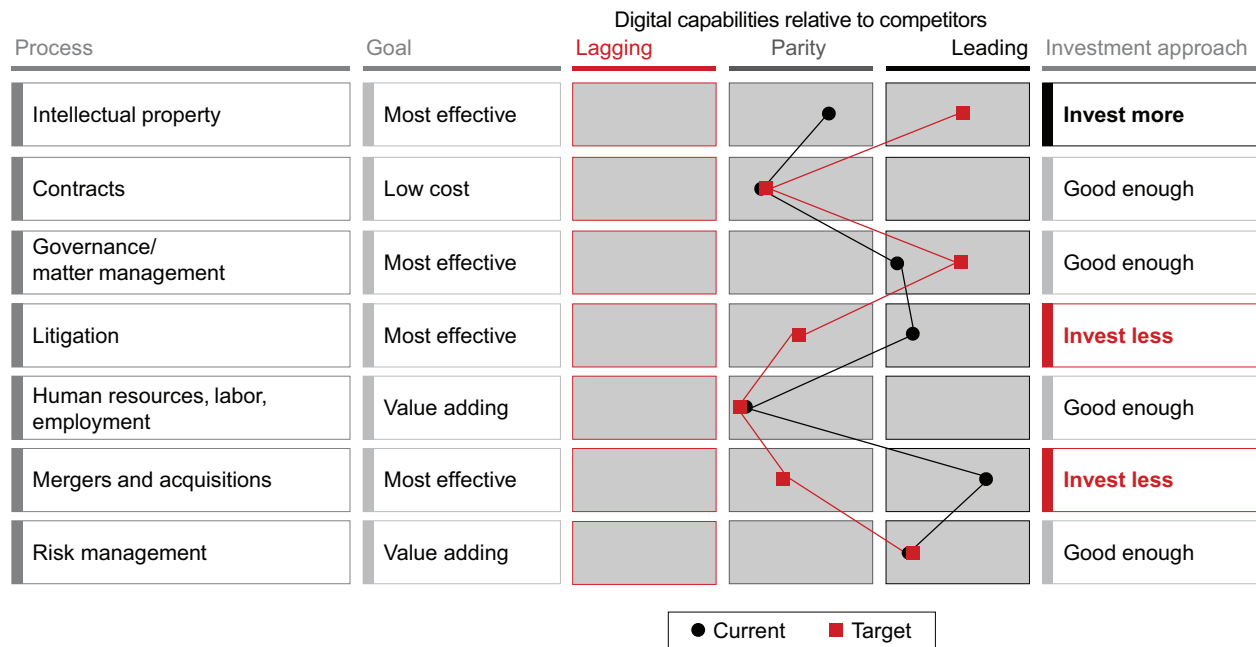 Digital capabilities relative to competitors
Process Goal Lagging Parity Leading Investment approach
Intellectual property Most effective Invest more
Contracts Low cost Good enough
Governance/
matter management Most effective Good enough
Litigation Most effective Invest less
Human resources, labor,
employment Value adding Good enough
Mergers and acquisitions Most effective Invest less
Risk management Value adding Good enough
Current Target